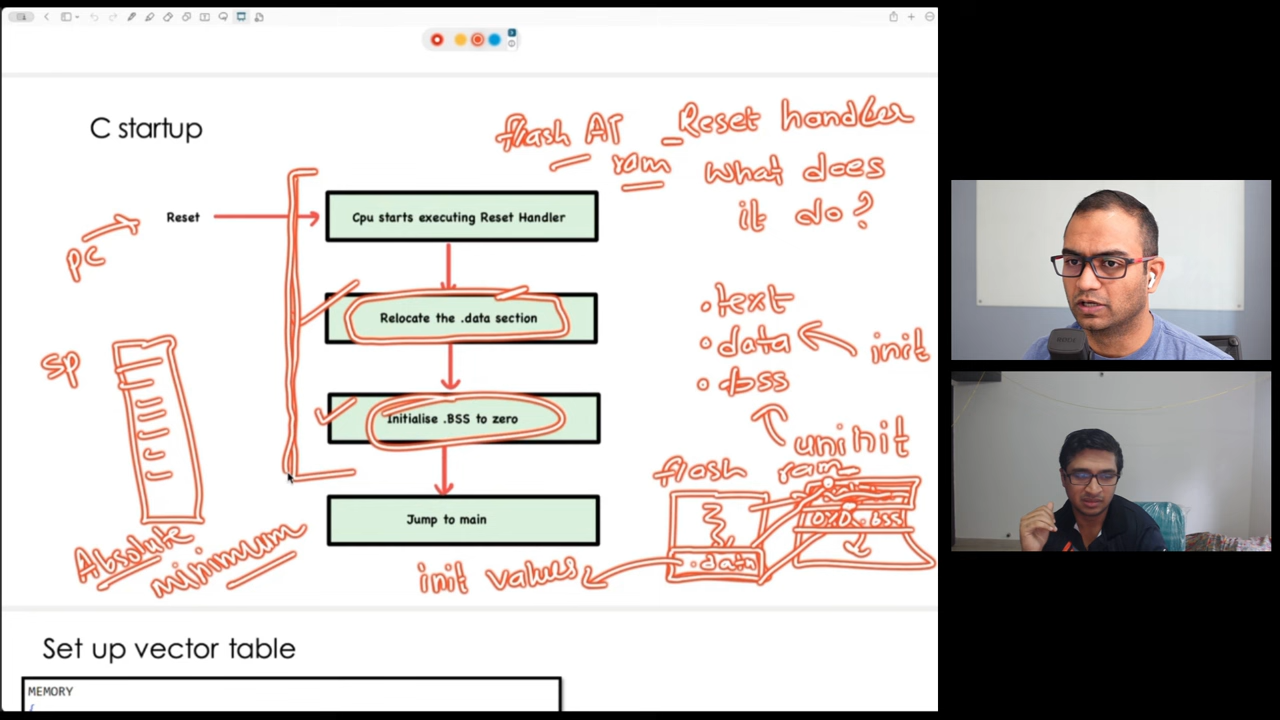 C startup
flash AT
ram
_Reset handler
what does
it do?
PC
Reset
Cpu starts executing Reset Handler
Relocate the .data section
Initialise .BSS to zero
Jump to main
SP
Absolute
minimum
.text
.data
init
.bss
uninit
flash
ram
.data
.bss
init values
Set up vector table
MEMORY
{